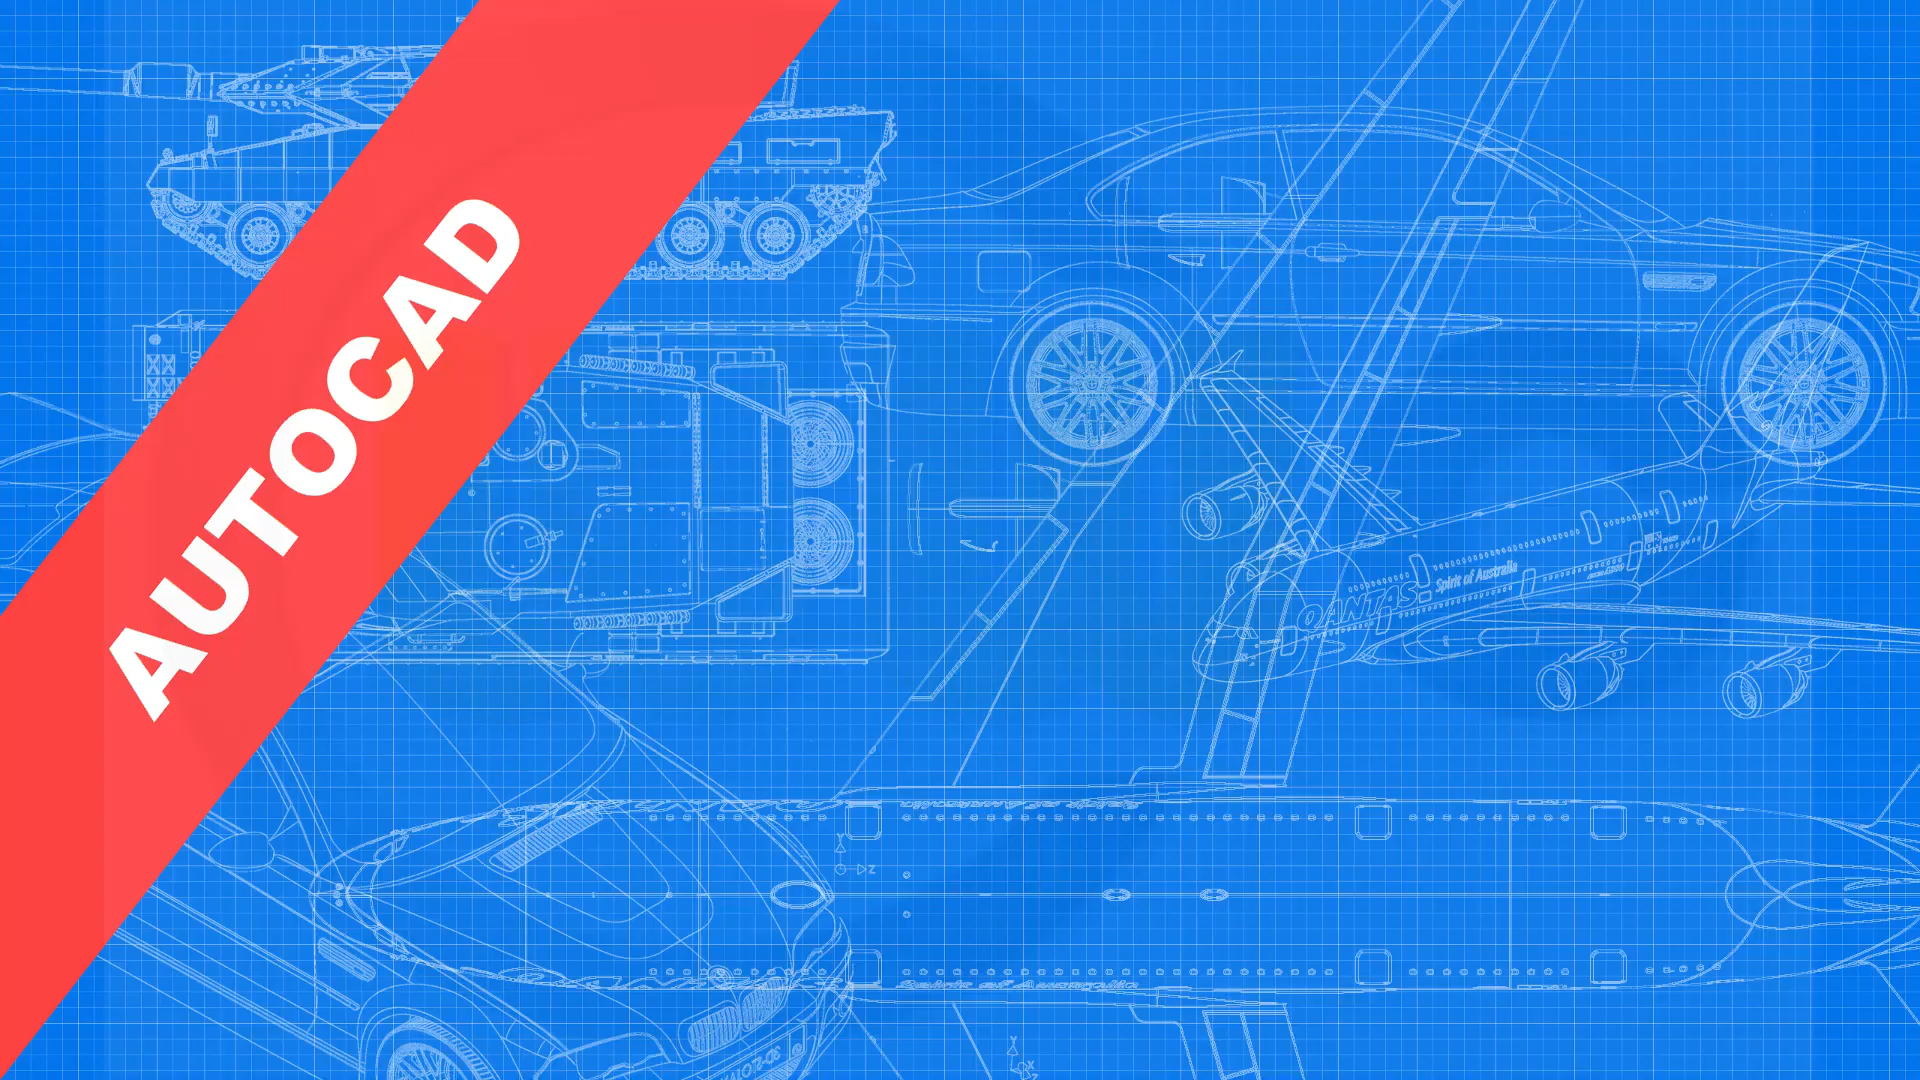 AUTOCAD
QANTAS
Spirit of Australia
Z
Y
X